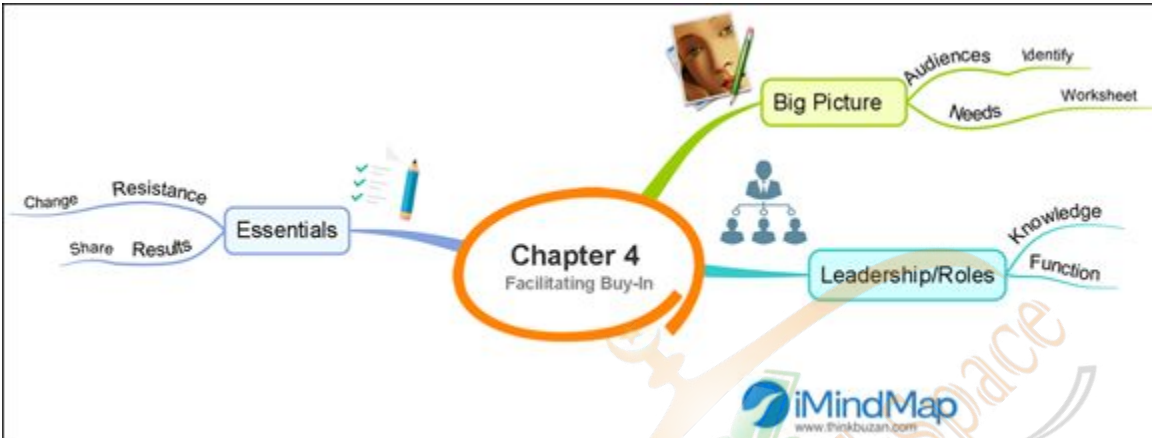 Chapter 4
Facilitating Buy-In
Big Picture
Audiences
Identify
Needs
Worksheet
Leadership/Roles
Knowledge
Function
Essentials
Resistance
Change
Results
Share
iMindMap
www.thinkbuzan.com
Space